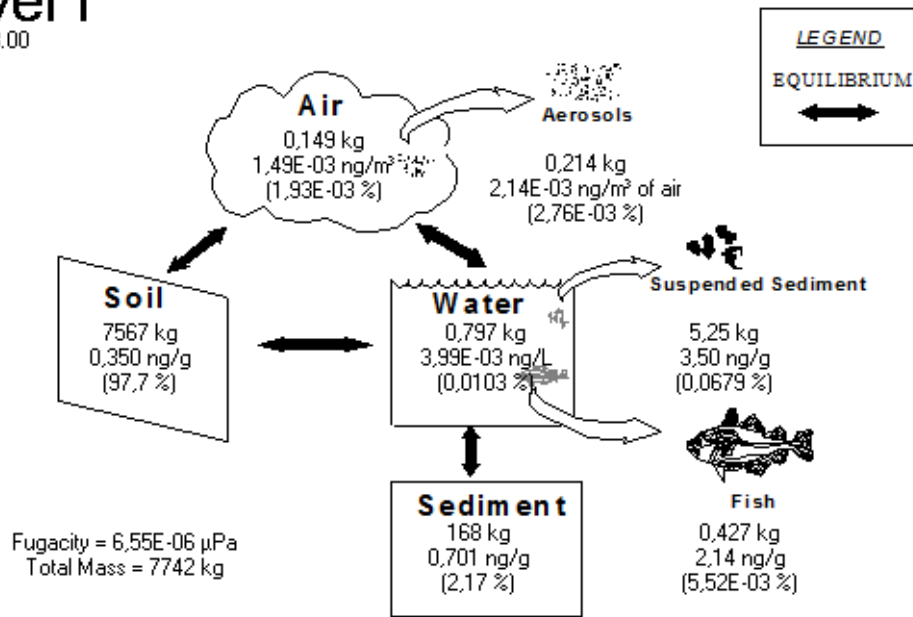 LEGEND
EQUILIBRIUM
Air
0,149 kg
1,49E-03 ng/m³
(1,93E-03 %)
Aerosols
0,214 kg
2,14E-03 ng/m³ of air
(2,76E-03 %)
Soil
7567 kg
0,350 ng/g
(97,7 %)
Water
0,797 kg
3,99E-03 ng/L
(0,0103 %)
Suspended Sediment
5,25 kg
3,50 ng/g
(0,0679 %)
Sediment
168 kg
0,701 ng/g
(2,17 %)
Fish
0,427 kg
2,14 ng/g
(5,52E-03 %)
Fugacity = 6,55E-06 µPa
Total Mass = 7742 kg